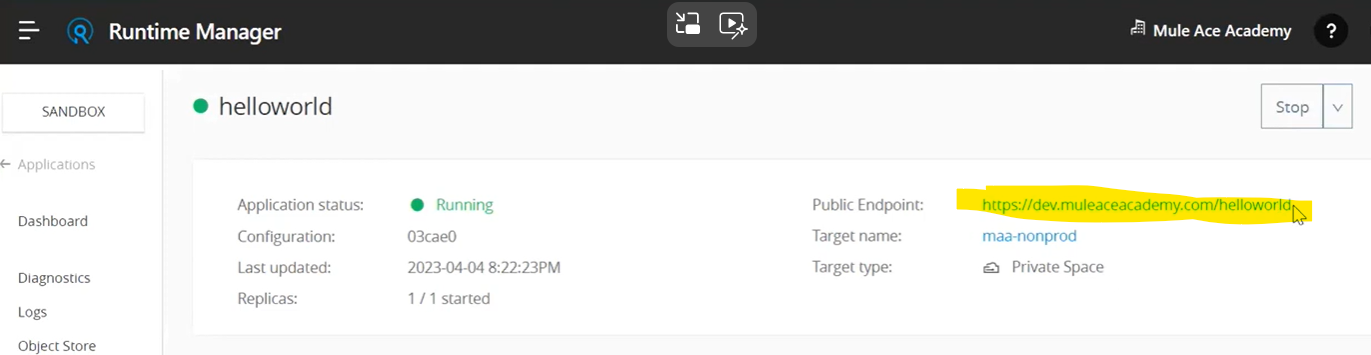 Runtime Manager
Mule Ace Academy
?
SANDBOX
helloworld
Stop
Applications
Application status:
Running
Public Endpoint:
https://dev.muleaceacademy.com/helloworld
Dashboard
Configuration:
03cae0
Target name:
maa-nonprod
Last updated:
2023-04-04 8:22:23PM
Target type:
Private Space
Diagnostics
Replicas:
1 / 1 started
Logs
Object Store